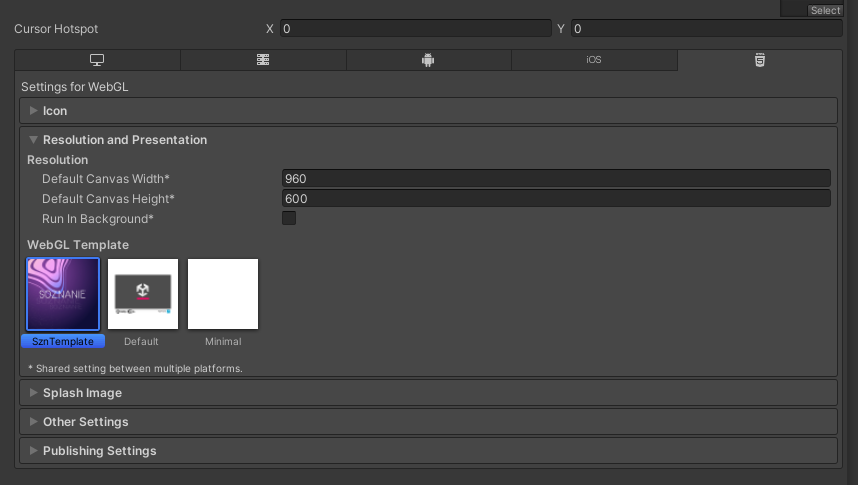 Select
Cursor Hotspot X 0 Y 0
iOS
Settings for WebGL
Icon
Resolution and Presentation
Resolution
Default Canvas Width* 960
Default Canvas Height* 600
Run In Background*
WebGL Template
SOZNANIE
SznTemplate Default Minimal
* Shared setting between multiple platforms.
Splash Image
Other Settings
Publishing Settings